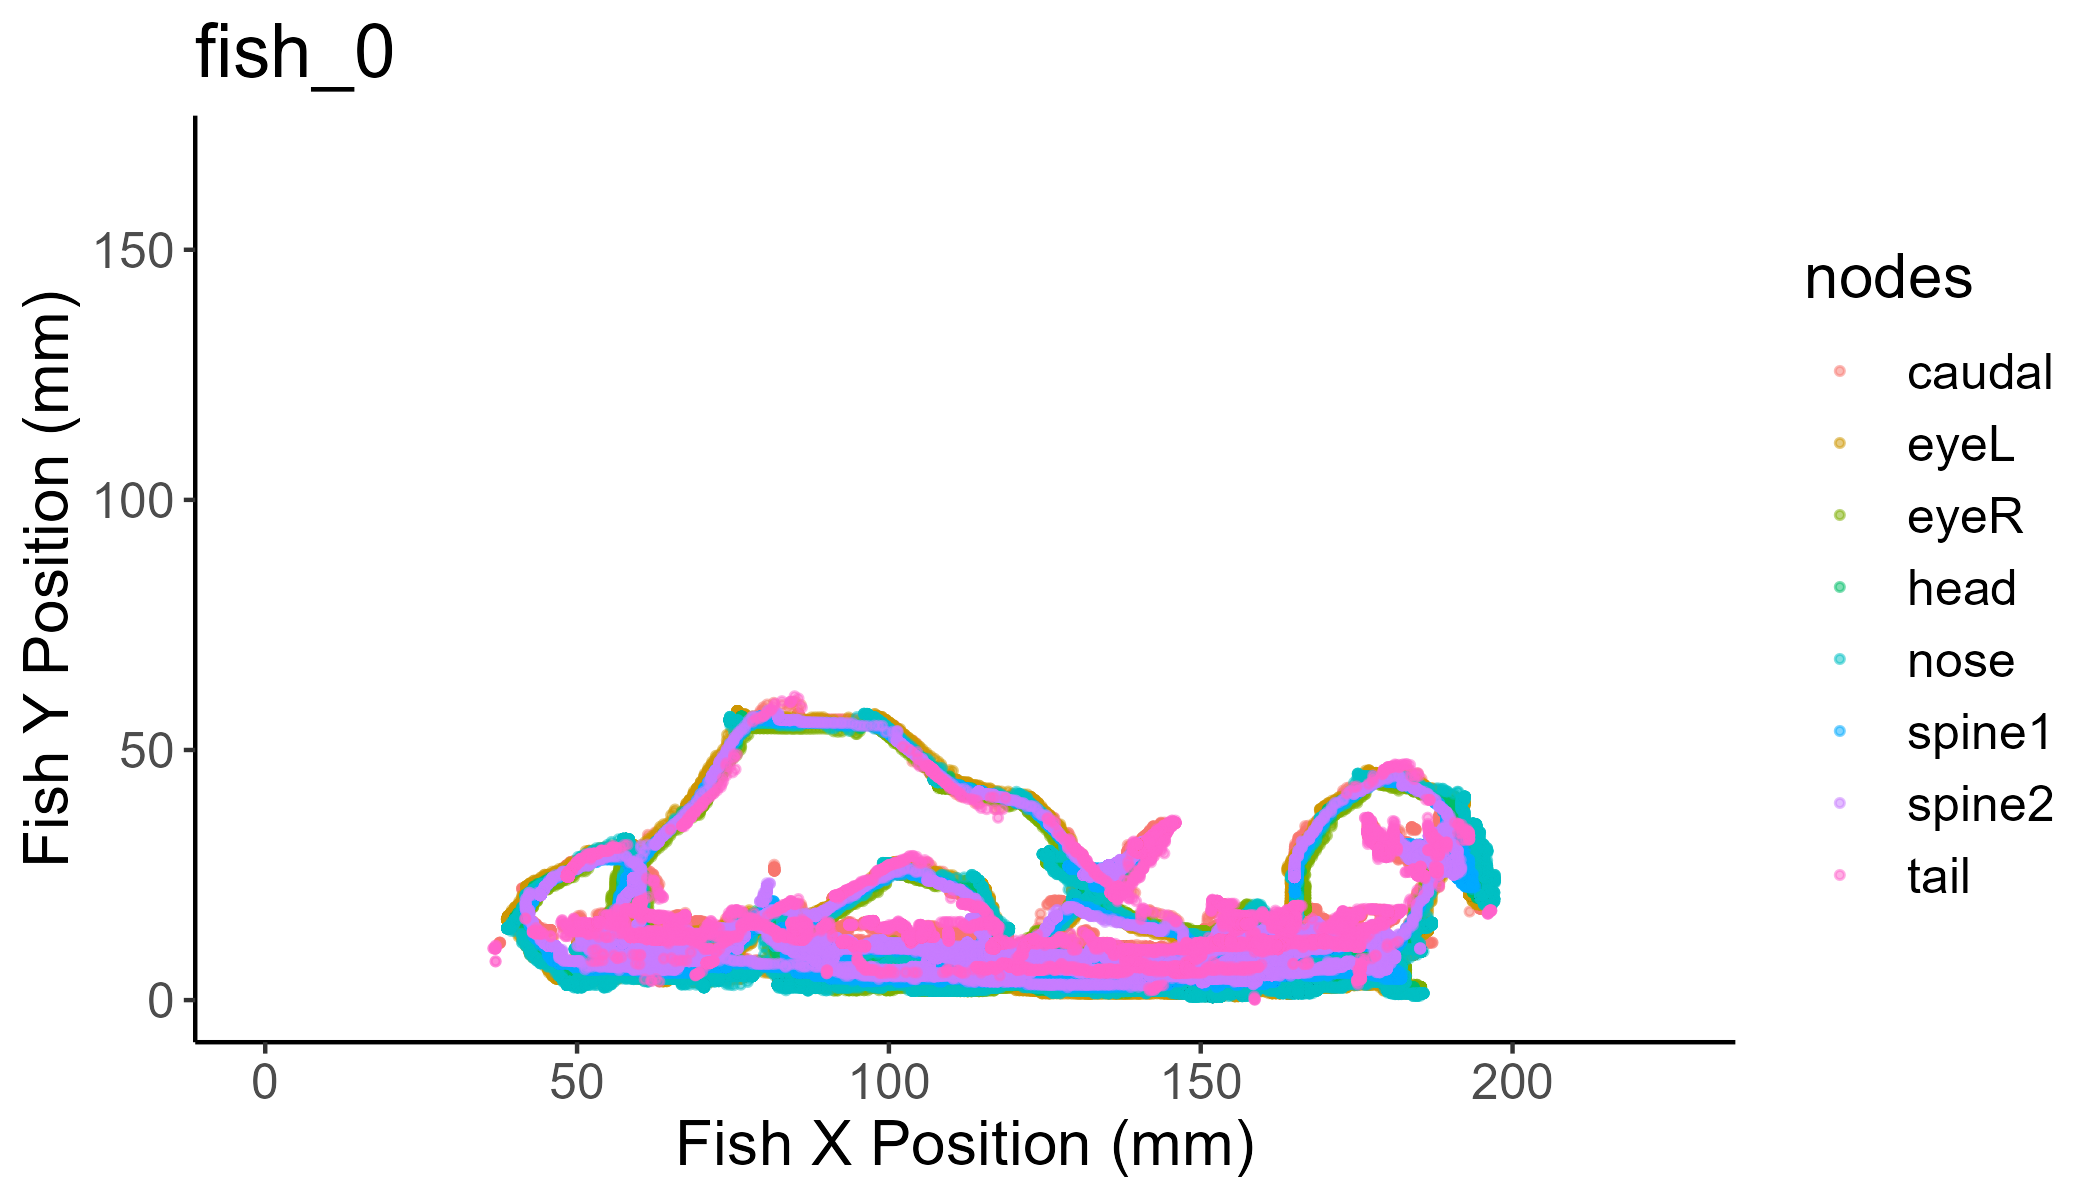 fish_0
Fish Y Position (mm)
150
100
50
0
0 50 100 150 200
Fish X Position (mm)
nodes
caudal
eyeL
eyeR
head
nose
spine1
spine2
tail